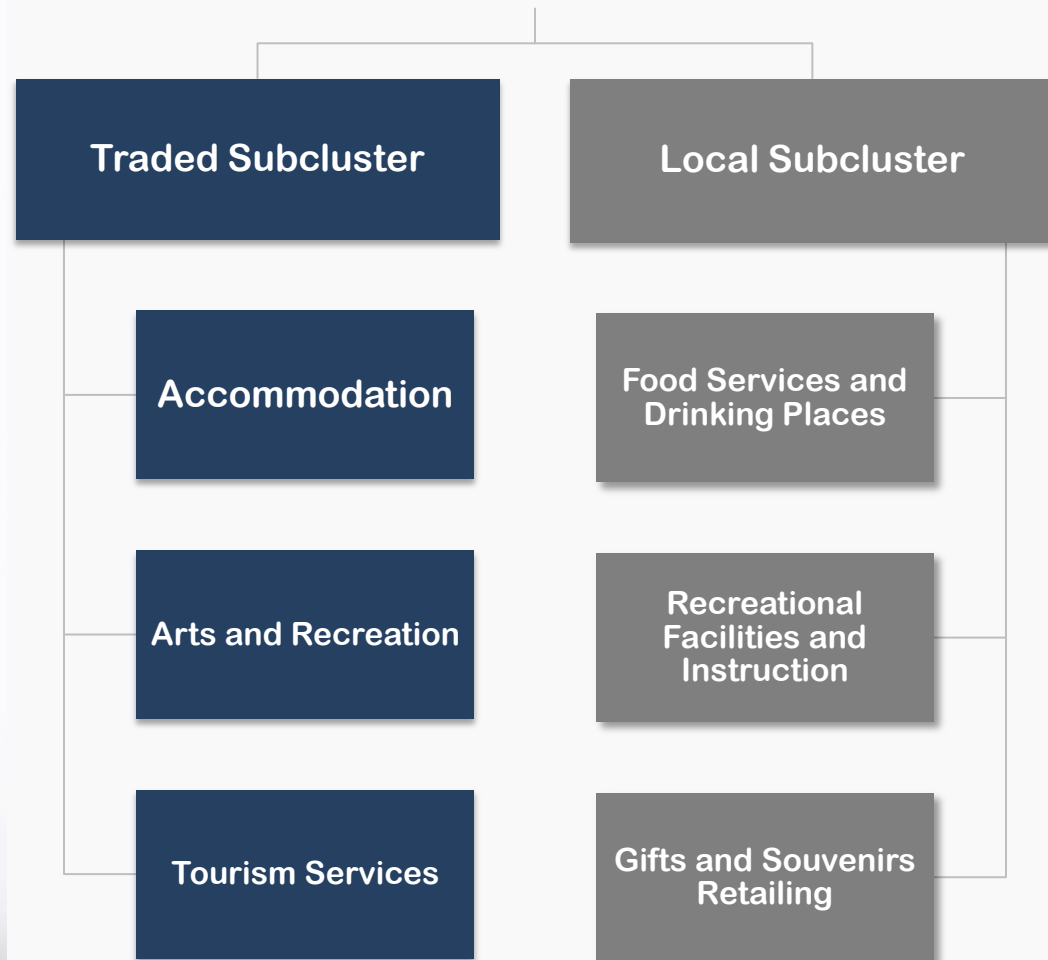 Traded Subcluster
Local Subcluster
Accommodation
Food Services and
Drinking Places
Arts and Recreation
Recreational
Facilities and
Instruction
Tourism Services
Gifts and Souvenirs
Retailing